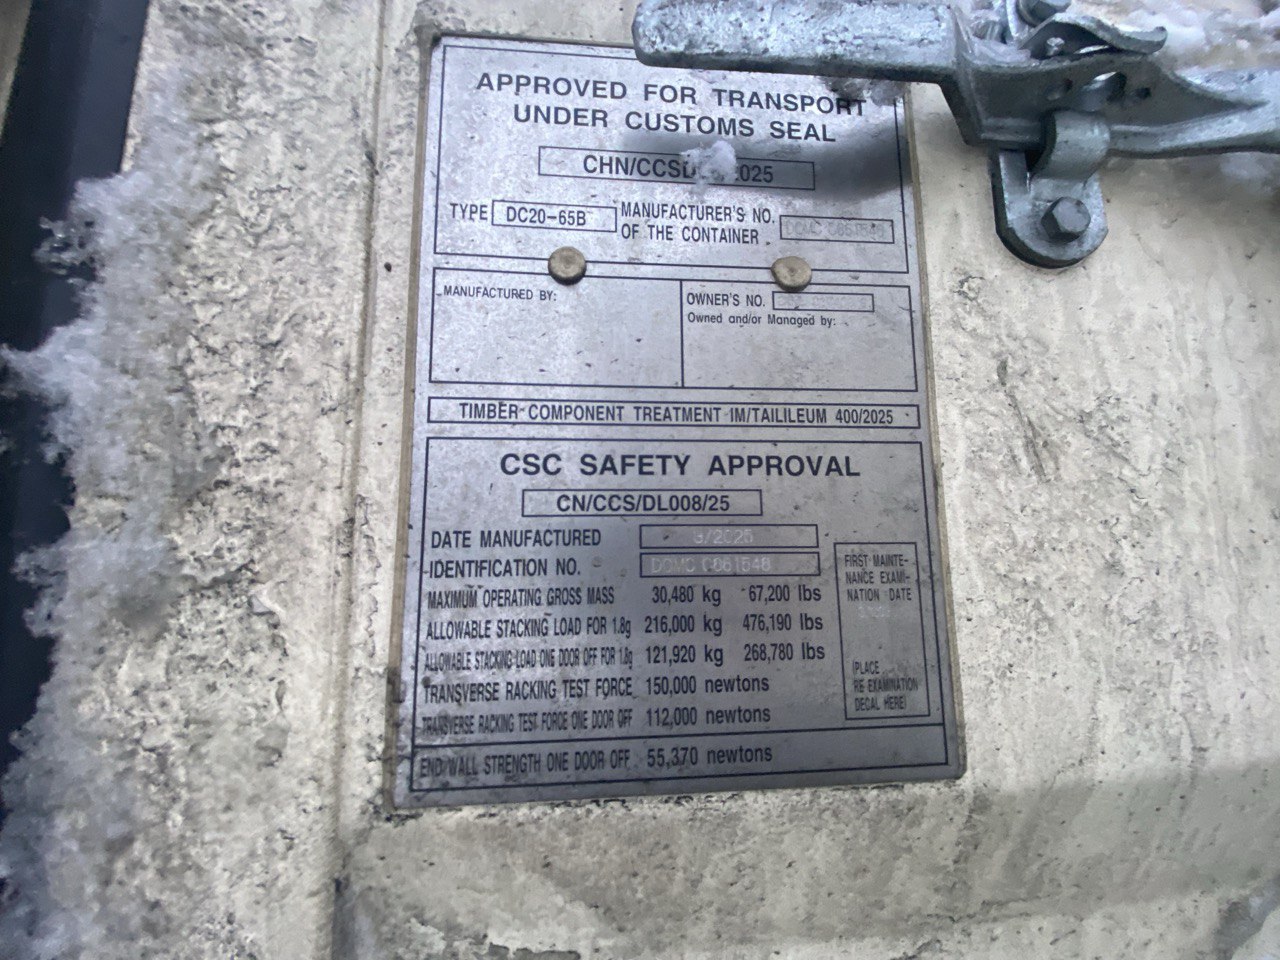 APPROVED FOR TRANSPORT
UNDER CUSTOMS SEAL
2025
TYPE DC20-65B MANUFACTURER'S NO.
OF THE CONTAINER
MANUFACTURED BY:
OWNER'S NO.
Owned and/or Managed by:
TIMBER COMPONENT TREATMENT IM/TAILILEUM 400/2025
CSC SAFETY APPROVAL
CN/CCS/DL008/25
DATE MANUFACTURED 9/2025
IDENTIFICATION NO.
MAXIMUM OPERATING GROSS MASS 30,480 kg 67,200 lbs
ALLOWABLE STACKING LOAD FOR 1.8g 216,000 kg 476,190 lbs
ALLOWABLE STACKING LOAD ONE DOOR OFF FOR 1.8g 121,920 kg 268,780 lbs
TRANSVERSE RACKING TEST FORCE 150,000 newtons
TRANSVERSE RACKING TEST FORCE ONE DOOR OFF 112,000 newtons
END WALL STRENGTH ONE DOOR OFF 55,370 newtons
FIRST MAINTE-
NANCE EXAMI-
NATION DATE
(PLACE
RE-EXAMINATION
DECAL HERE)